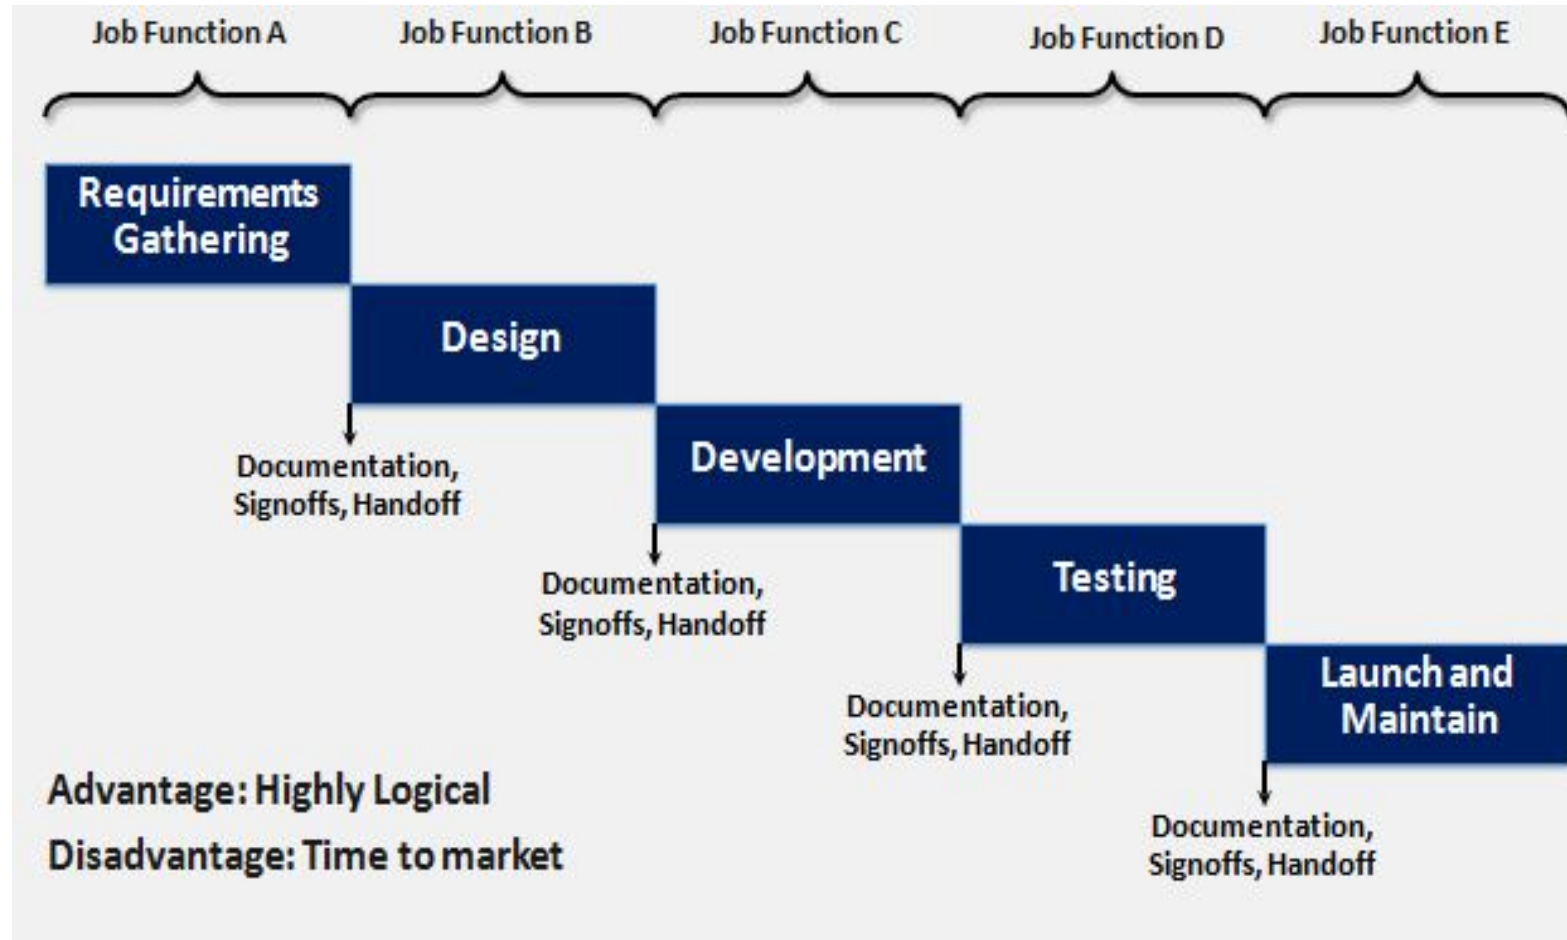 Job Function A
Job Function B
Job Function C
Job Function D
Job Function E
Requirements
Gathering
Design
Documentation,
Signoffs, Handoff
Development
Documentation,
Signoffs, Handoff
Testing
Documentation,
Signoffs, Handoff
Launch and
Maintain
Documentation,
Signoffs, Handoff
Advantage: Highly Logical
Disadvantage: Time to market